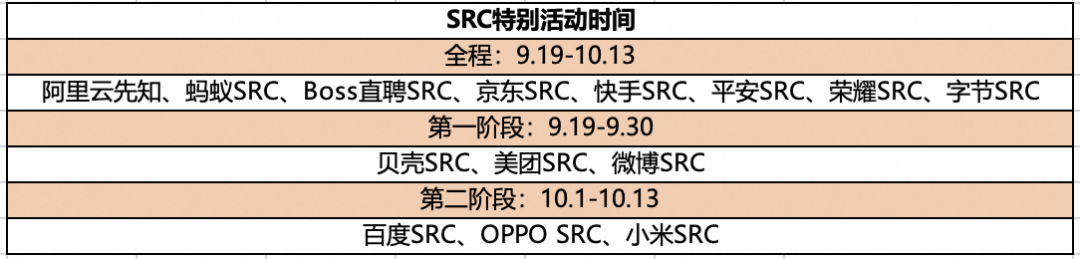 SRC特别活动时间
全程：9.19-10.13
阿里云先知、蚂蚁SRC、Boss直聘SRC、京东SRC、快手SRC、平安SRC、荣耀SRC、字节SRC
第一阶段：9.19-9.30
贝壳SRC、美团SRC、微博SRC
第二阶段：10.1-10.13
百度SRC、OPPO SRC、小米SRC